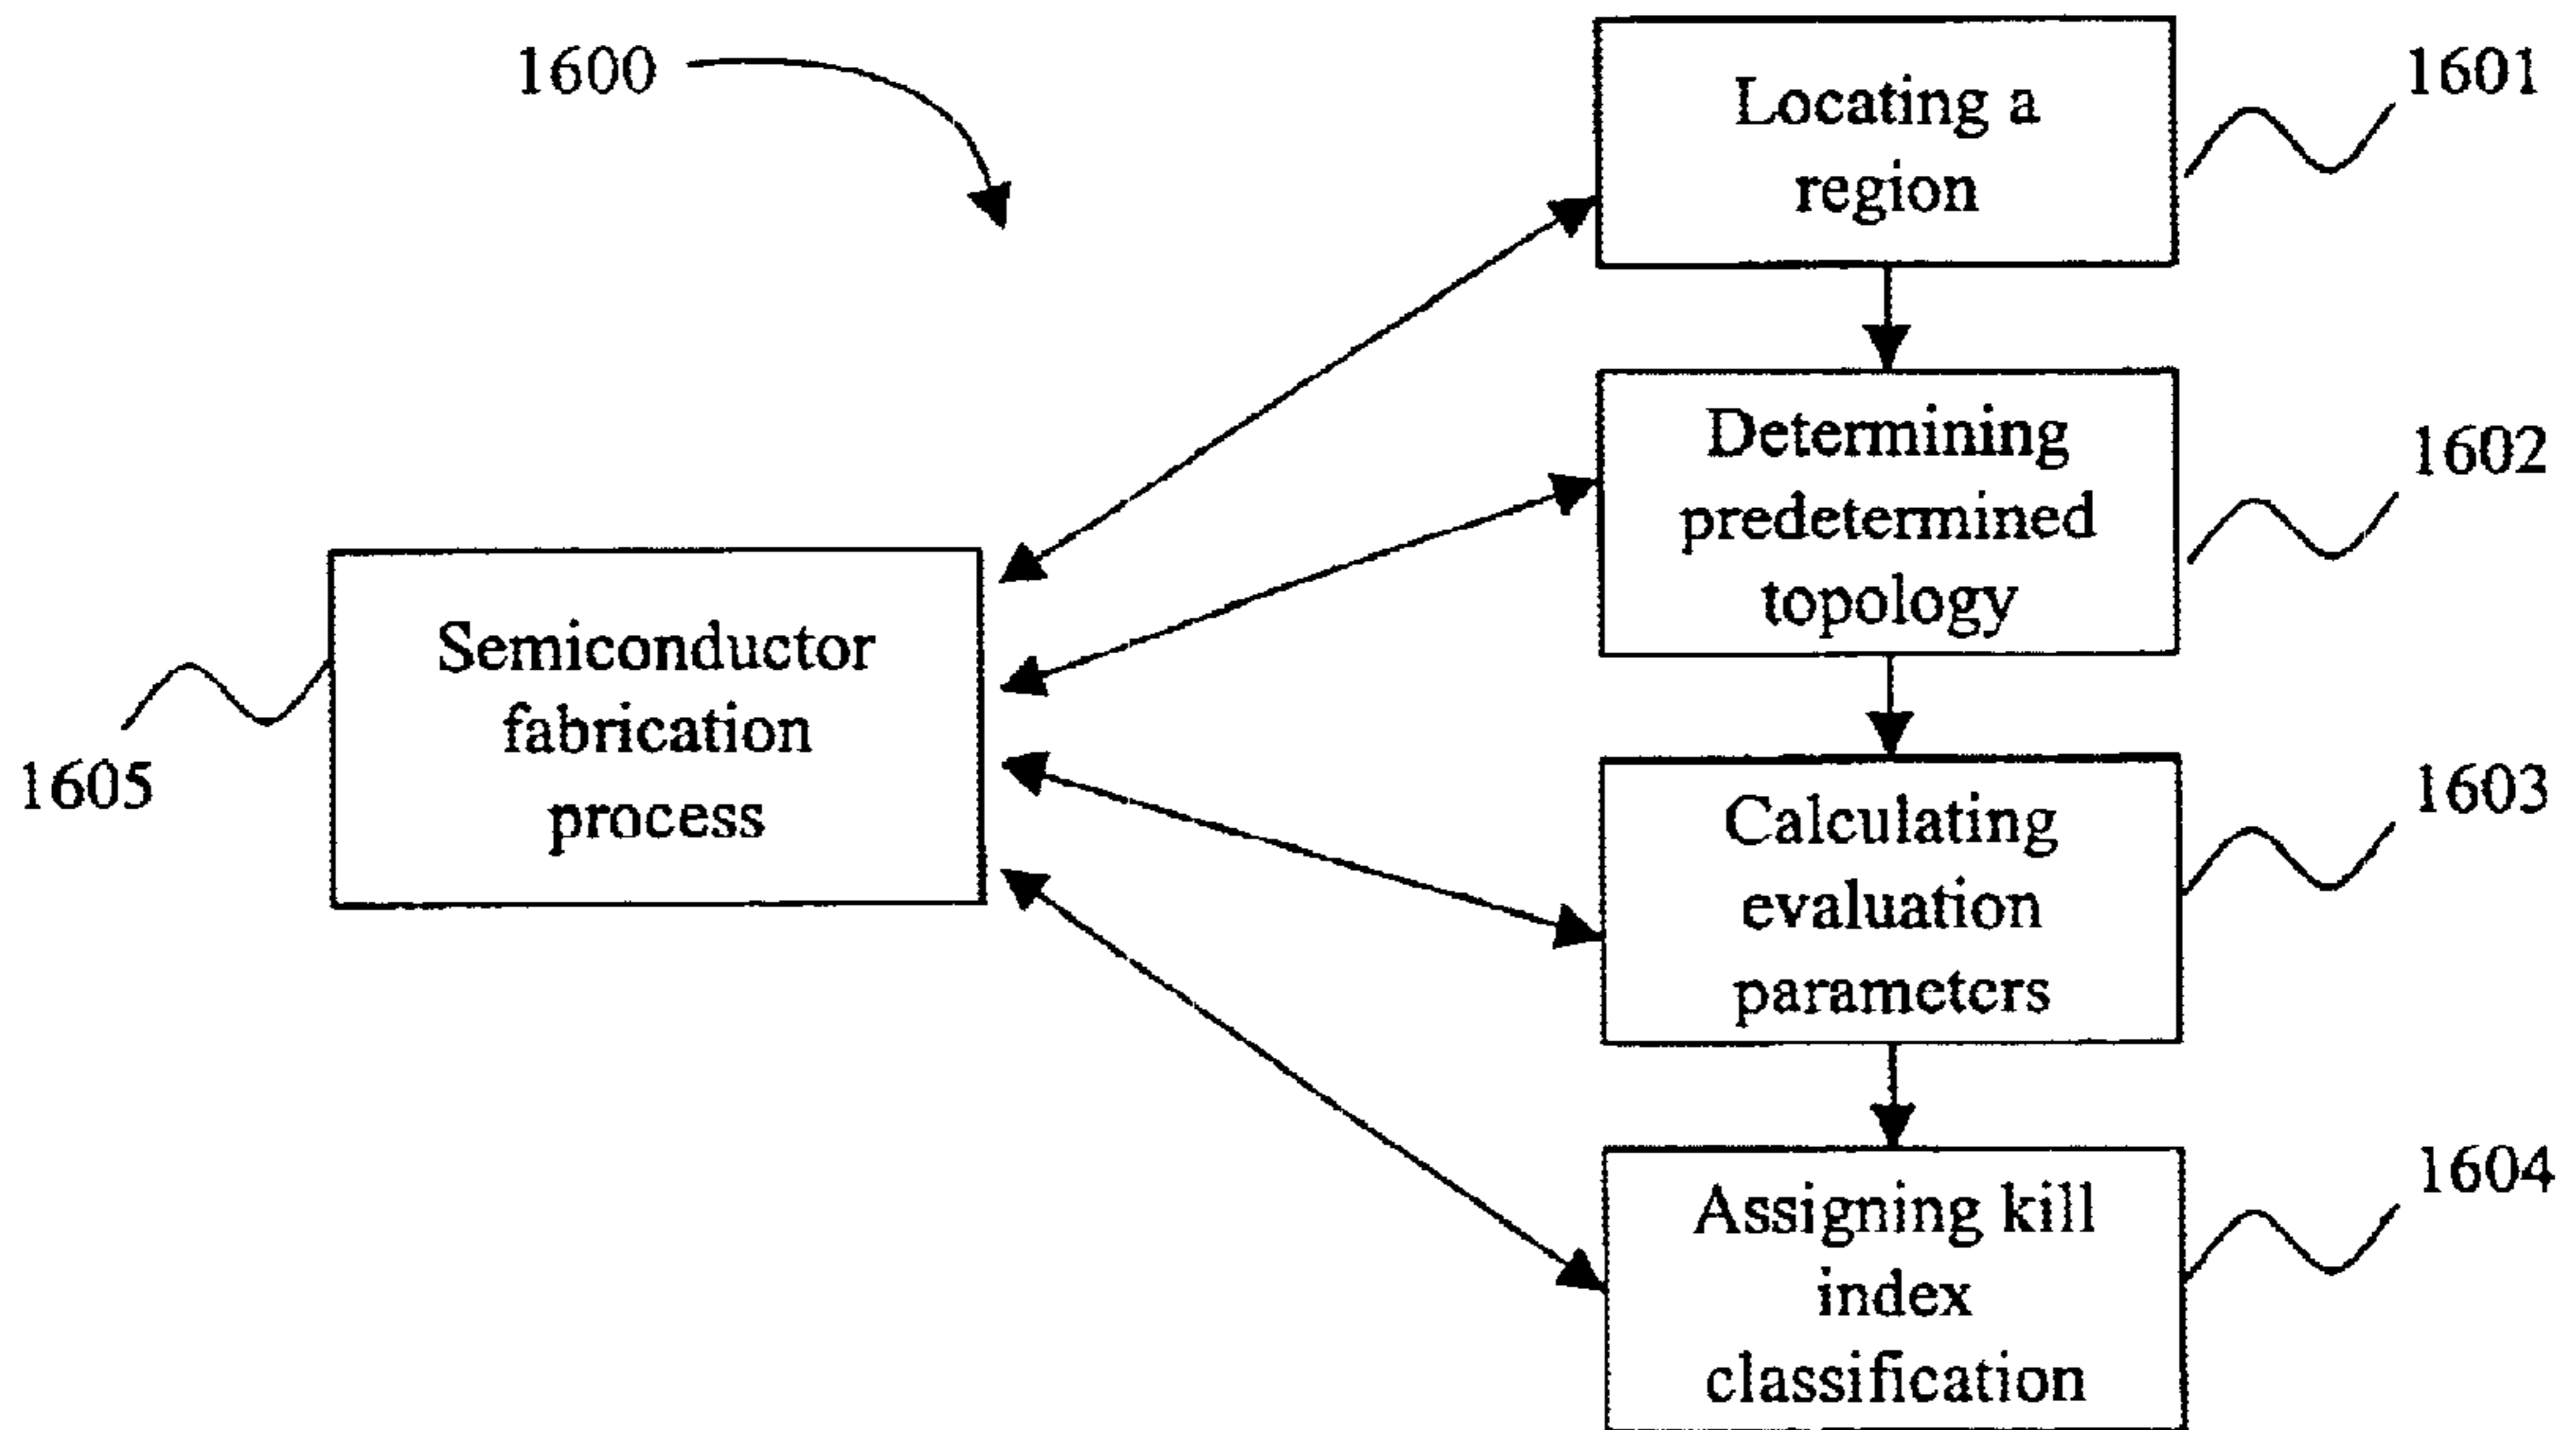 1600
Locating a
region
1601
Determining
predetermined
topology
1602
Semiconductor
fabrication
process
1605
Calculating
evaluation
parameters
1603
Assigning kill
index
classification
1604